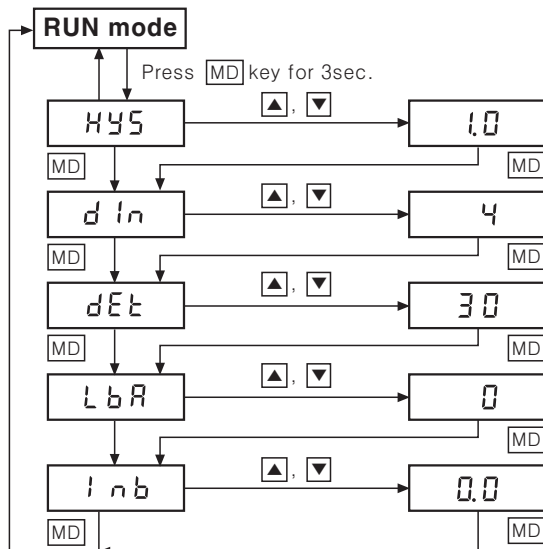 RUN mode
Press MD key for 3sec.
▲, ▼
HYS
1.0
MD
MD
▲, ▼
dIn
4
MD
MD
▲, ▼
dEt
30
MD
MD
▲, ▼
LbA
0
MD
▲, ▼
Inb
0.0
MD
MD